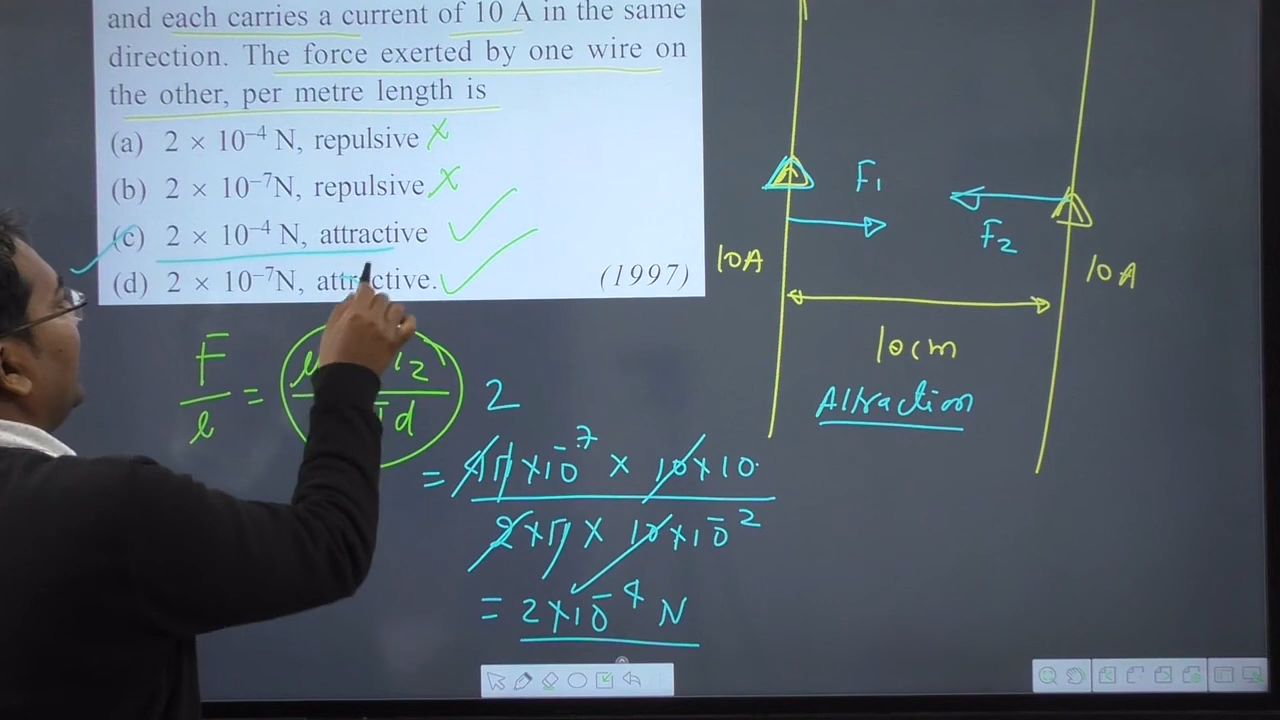 and each carries a current of 10 A in the same
direction. The force exerted by one wire on
the other, per metre length is
(a) 2 × 10⁻⁴ N, repulsive ×
(b) 2 × 10⁻⁷N, repulsive ×
(c) 2 × 10⁻⁴ N, attractive ✓
(d) 2 × 10⁻⁷N, attractive. ✓ (1997)
F₁
F₂
10A
10A
10cm
Attraction
F/l =
2 d
2
= 4π×10⁻⁷ × 10×10
2×π× 10×10⁻²
= 2×10⁻⁴ N